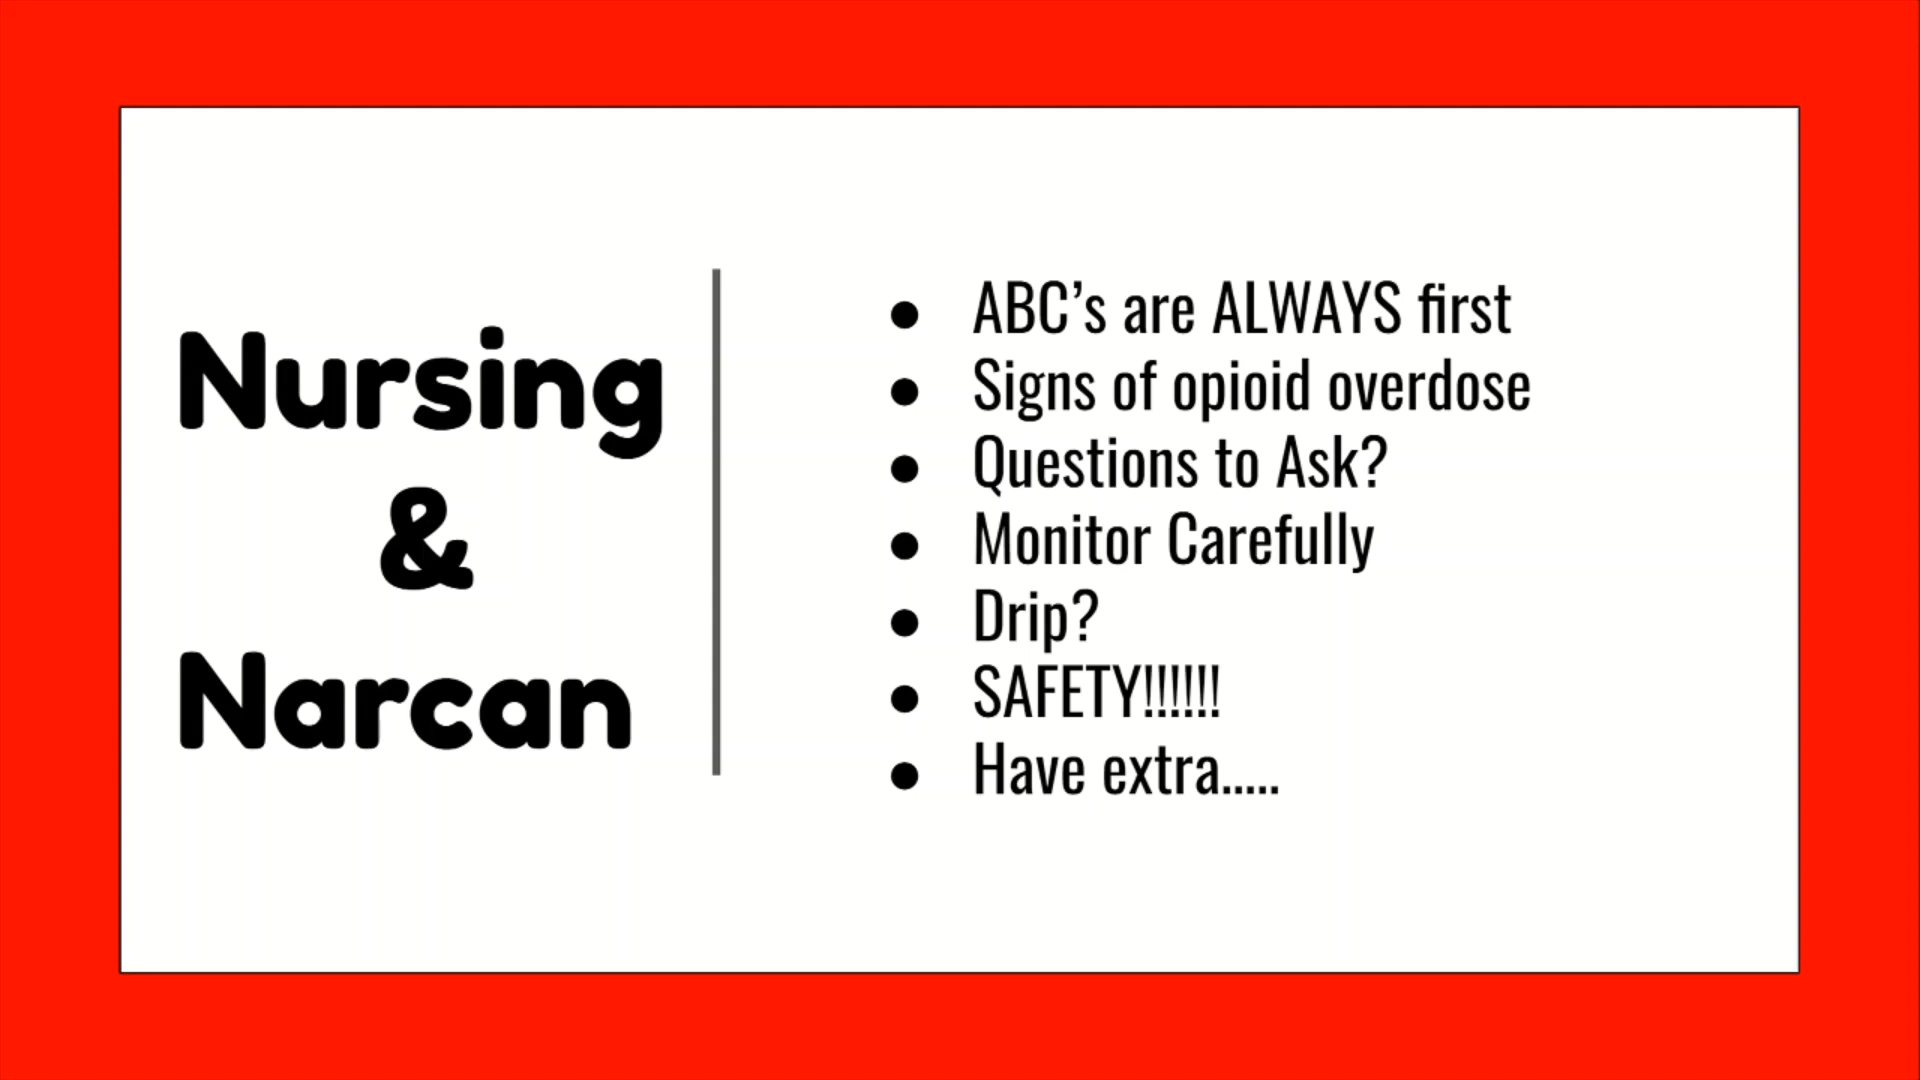 Nursing
&
Narcan
● ABC’s are ALWAYS first
● Signs of opioid overdose
● Questions to Ask?
● Monitor Carefully
● Drip?
● SAFETY!!!!!!
● Have extra.....